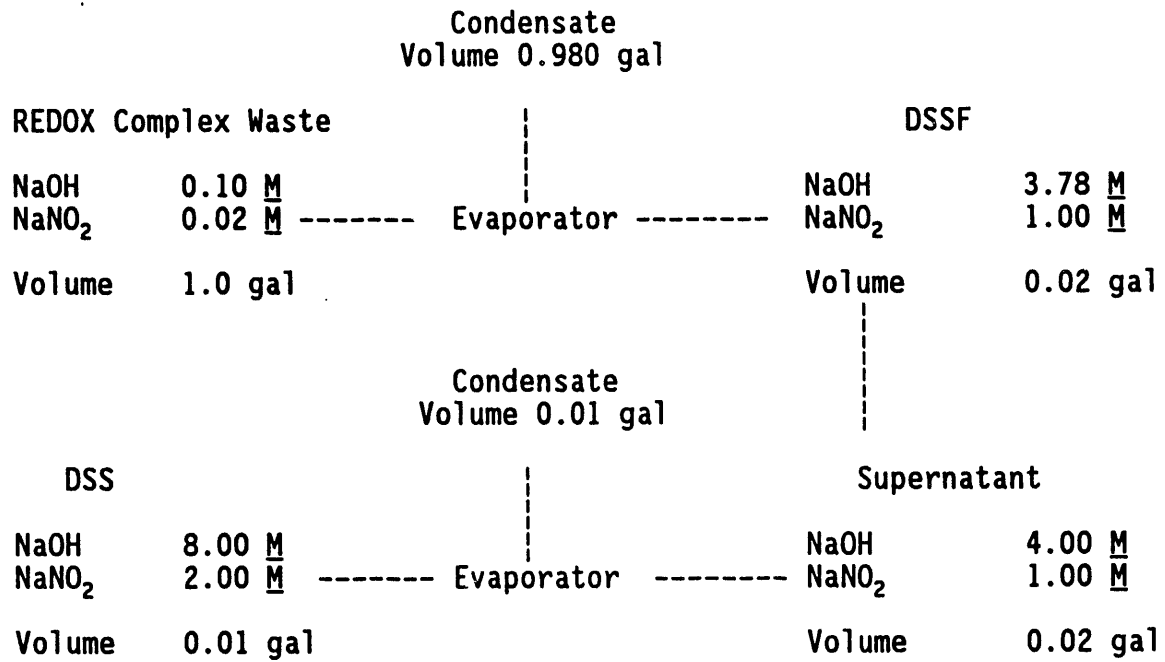 Condensate
Volume 0.980 gal
REDOX Complex Waste DSSF
NaOH 0.10 M NaOH 3.78 M
NaNO₂ 0.02 M ------- Evaporator -------- NaNO₂ 1.00 M
Volume 1.0 gal Volume 0.02 gal
Condensate
Volume 0.01 gal
DSS Supernatant
NaOH 8.00 M NaOH 4.00 M
NaNO₂ 2.00 M ------ Evaporator -------- NaNO₂ 1.00 M
Volume 0.01 gal Volume 0.02 gal